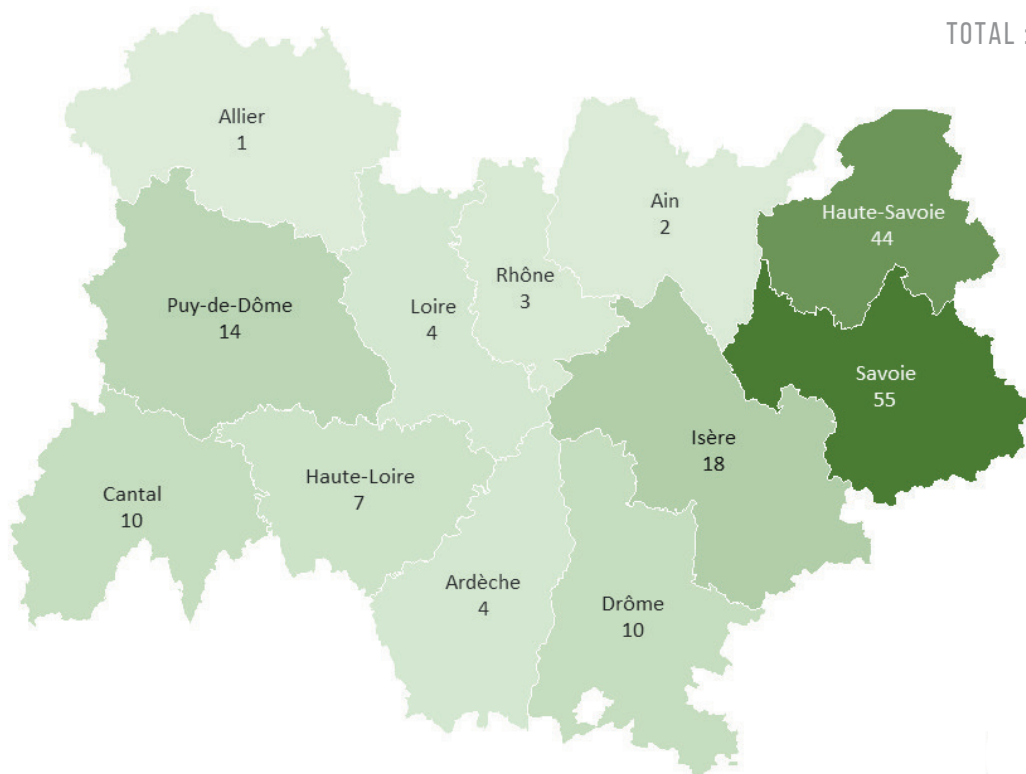 TOTAL :
Allier
1
Ain
2
Haute-Savoie
44
Rhône
3
Puy-de-Dôme
14
Loire
4
Savoie
55
Isère
18
Haute-Loire
7
Cantal
10
Ardèche
4
Drôme
10